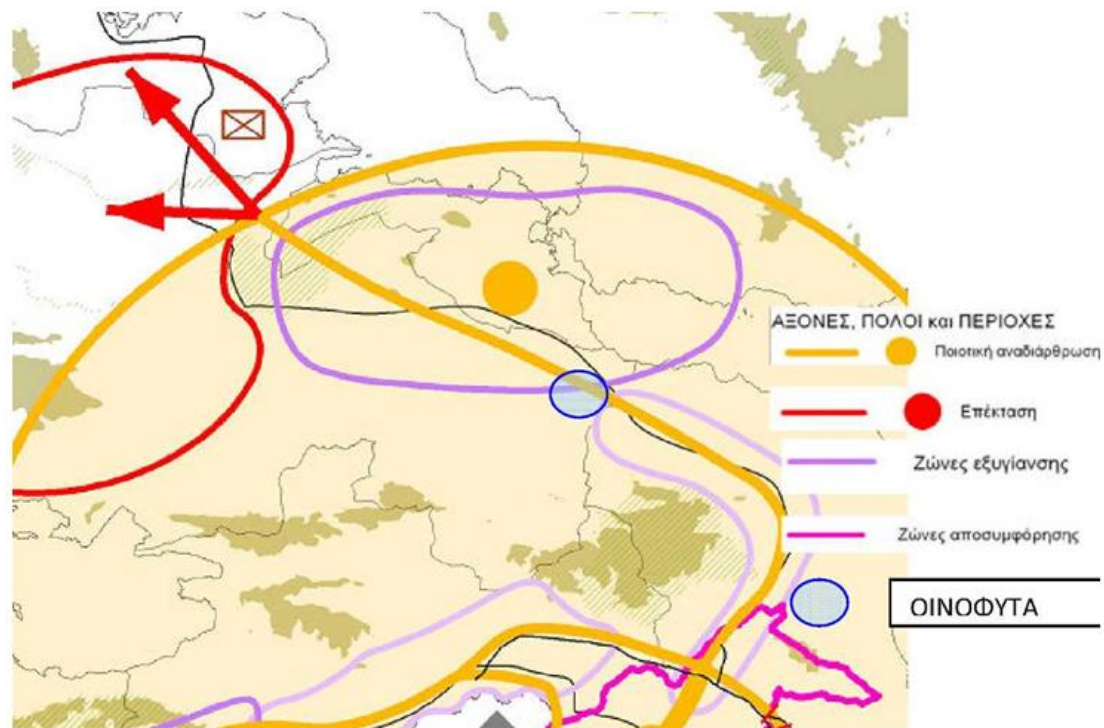 ΑΞΟΝΕΣ, ΠΟΛΟΙ και ΠΕΡΙΟΧΕΣ
Ποιοτική αναδιάρθρωση
Επέκταση
Ζώνες εξυγίανσης
Ζώνες αποσυμφόρησης
ΟΙΝΟΦΥΤΑ